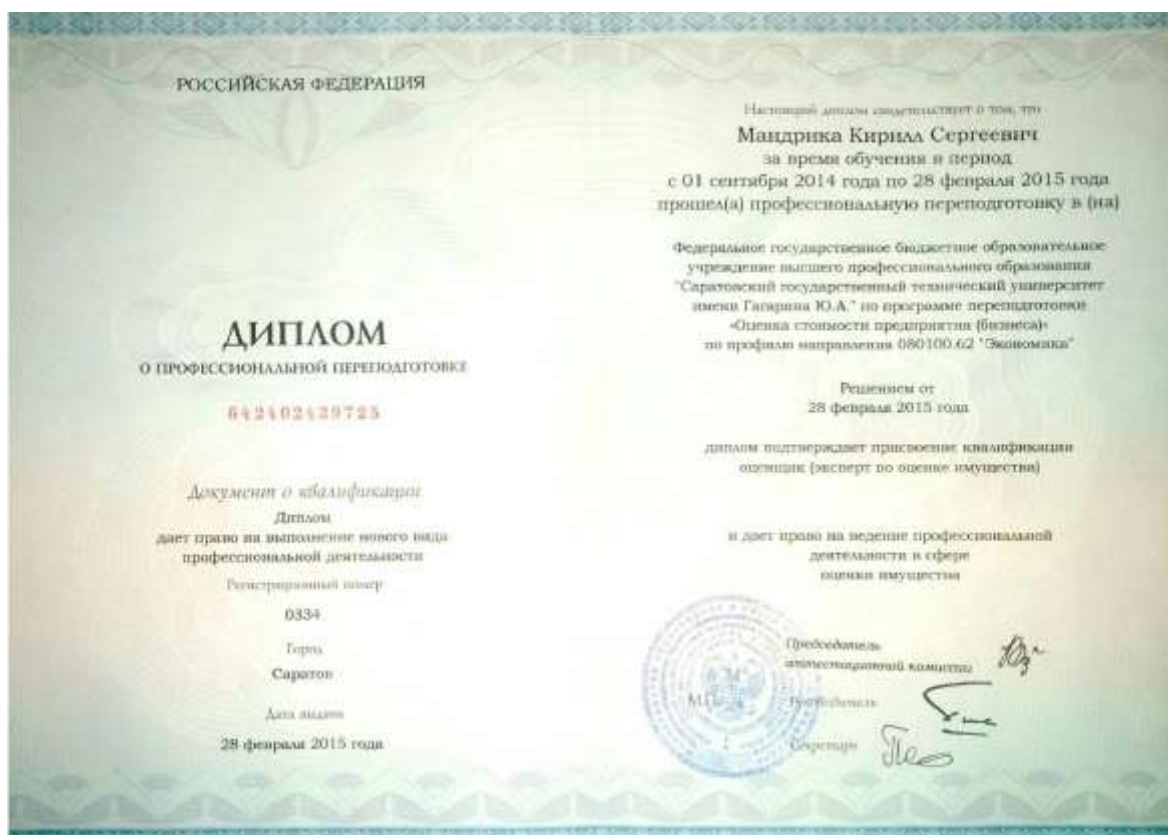 РОССИЙСКАЯ ФЕДЕРАЦИЯ
ДИПЛОМ
О ПРОФЕССИОНАЛЬНОЙ ПЕРЕПОДГОТОВКЕ
642402439725
Документ о квалификации
Диплом
дает право на выполнение нового вида
профессиональной деятельности
Регистрационный номер
0334
Город
Саратов
Дата выдачи
28 февраля 2015 года
Настоящий диплом свидетельствует о том, что
Мандрика Кирилл Сергеевич
за время обучения в период
с 01 сентября 2014 года по 28 февраля 2015 года
прошел(а) профессиональную переподготовку в (на)
Федеральное государственное бюджетное образовательное
учреждение высшего профессионального образования
"Саратовский государственный технический университет
имени Гагарина Ю.А." по программе переподготовки
«Оценка стоимости предприятия (бизнеса)»
по профилю направления 080100.62 "Экономика"
Решением от
28 февраля 2015 года
диплом подтверждает присвоение квалификации
оценщик (эксперт по оценке имущества)
и дает право на ведение профессиональной
деятельности в сфере
оценки имущества
Председатель
аттестационной комиссии
М.П.
Руководитель
Секретарь